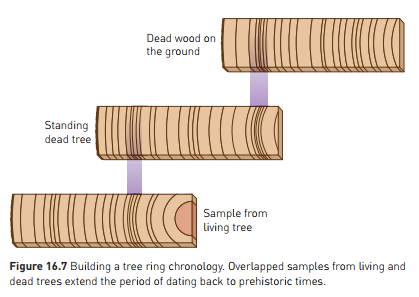 Dead wood on
the ground
Standing
dead tree
Sample from
living tree
Figure 16.7 Building a tree ring chronology. Overlapped samples from living and
dead trees extend the period of dating back to prehistoric times.